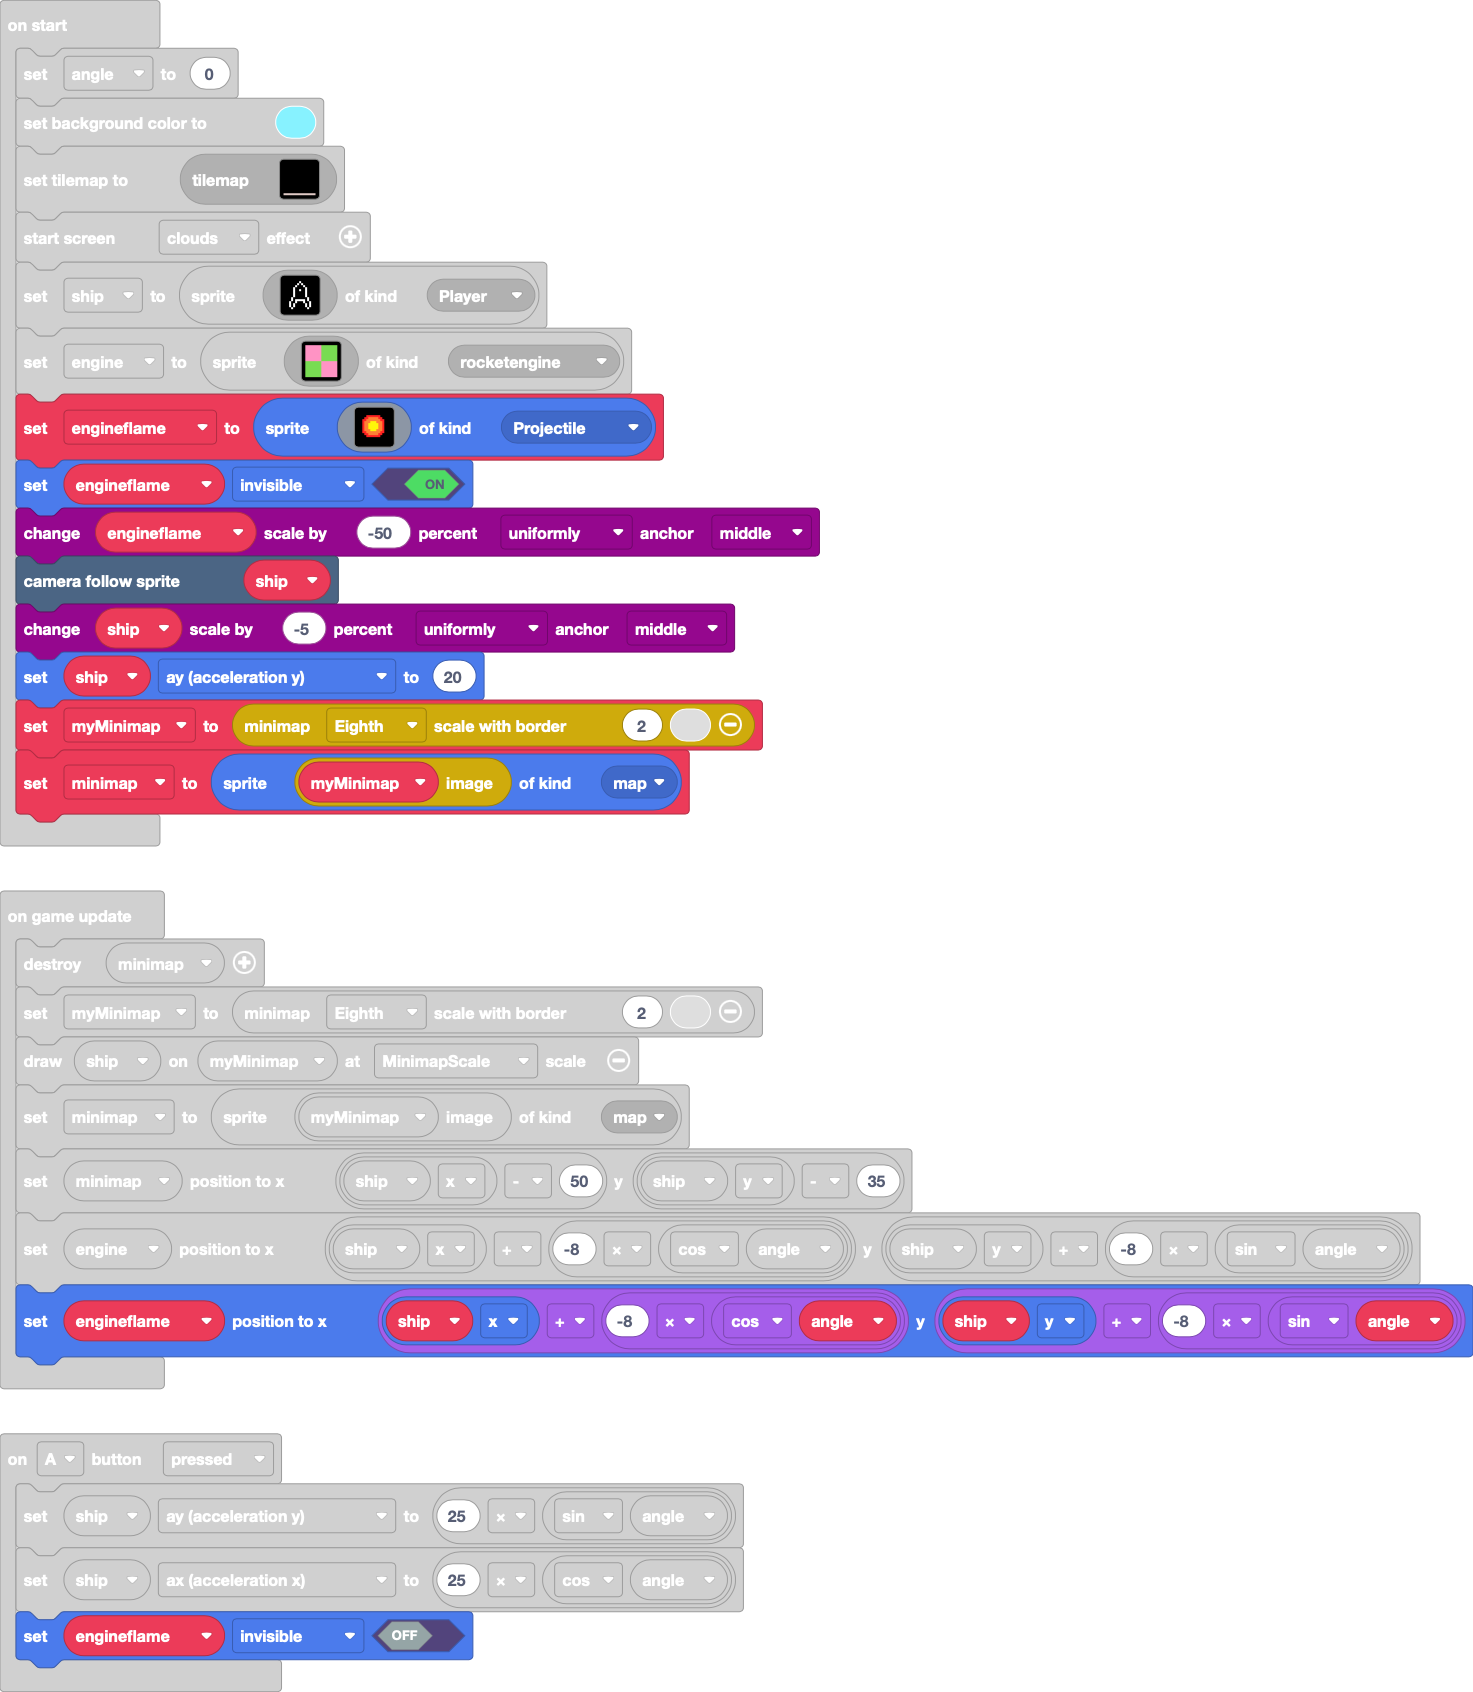 on start
set angle to 0
set background color to
set tilemap to tilemap
start screen clouds effect
set ship to sprite of kind Player
set engine to sprite of kind rocketengine
set engineflame to sprite of kind Projectile
set engineflame invisible ON
change engineflame scale by -50 percent uniformly anchor middle
camera follow sprite ship
change ship scale by -5 percent uniformly anchor middle
set ship ay (acceleration y) to 20
set myMinimap to minimap Eighth scale with border 2
set minimap to sprite myMinimap image of kind map
on game update
destroy minimap
set myMinimap to minimap Eighth scale with border 2
draw ship on myMinimap at MinimapScale scale
set minimap to sprite myMinimap image of kind map
set minimap position to x ship x - 50 y ship y - 35
set engine position to x ship x + -8 × cos angle y ship y + -8 × sin angle
set engineflame position to x ship x + -8 × cos angle y ship y + -8 × sin angle
on A button pressed
set ship ay (acceleration y) to 25 × sin angle
set ship ax (acceleration x) to 25 × cos angle
set engineflame invisible OFF